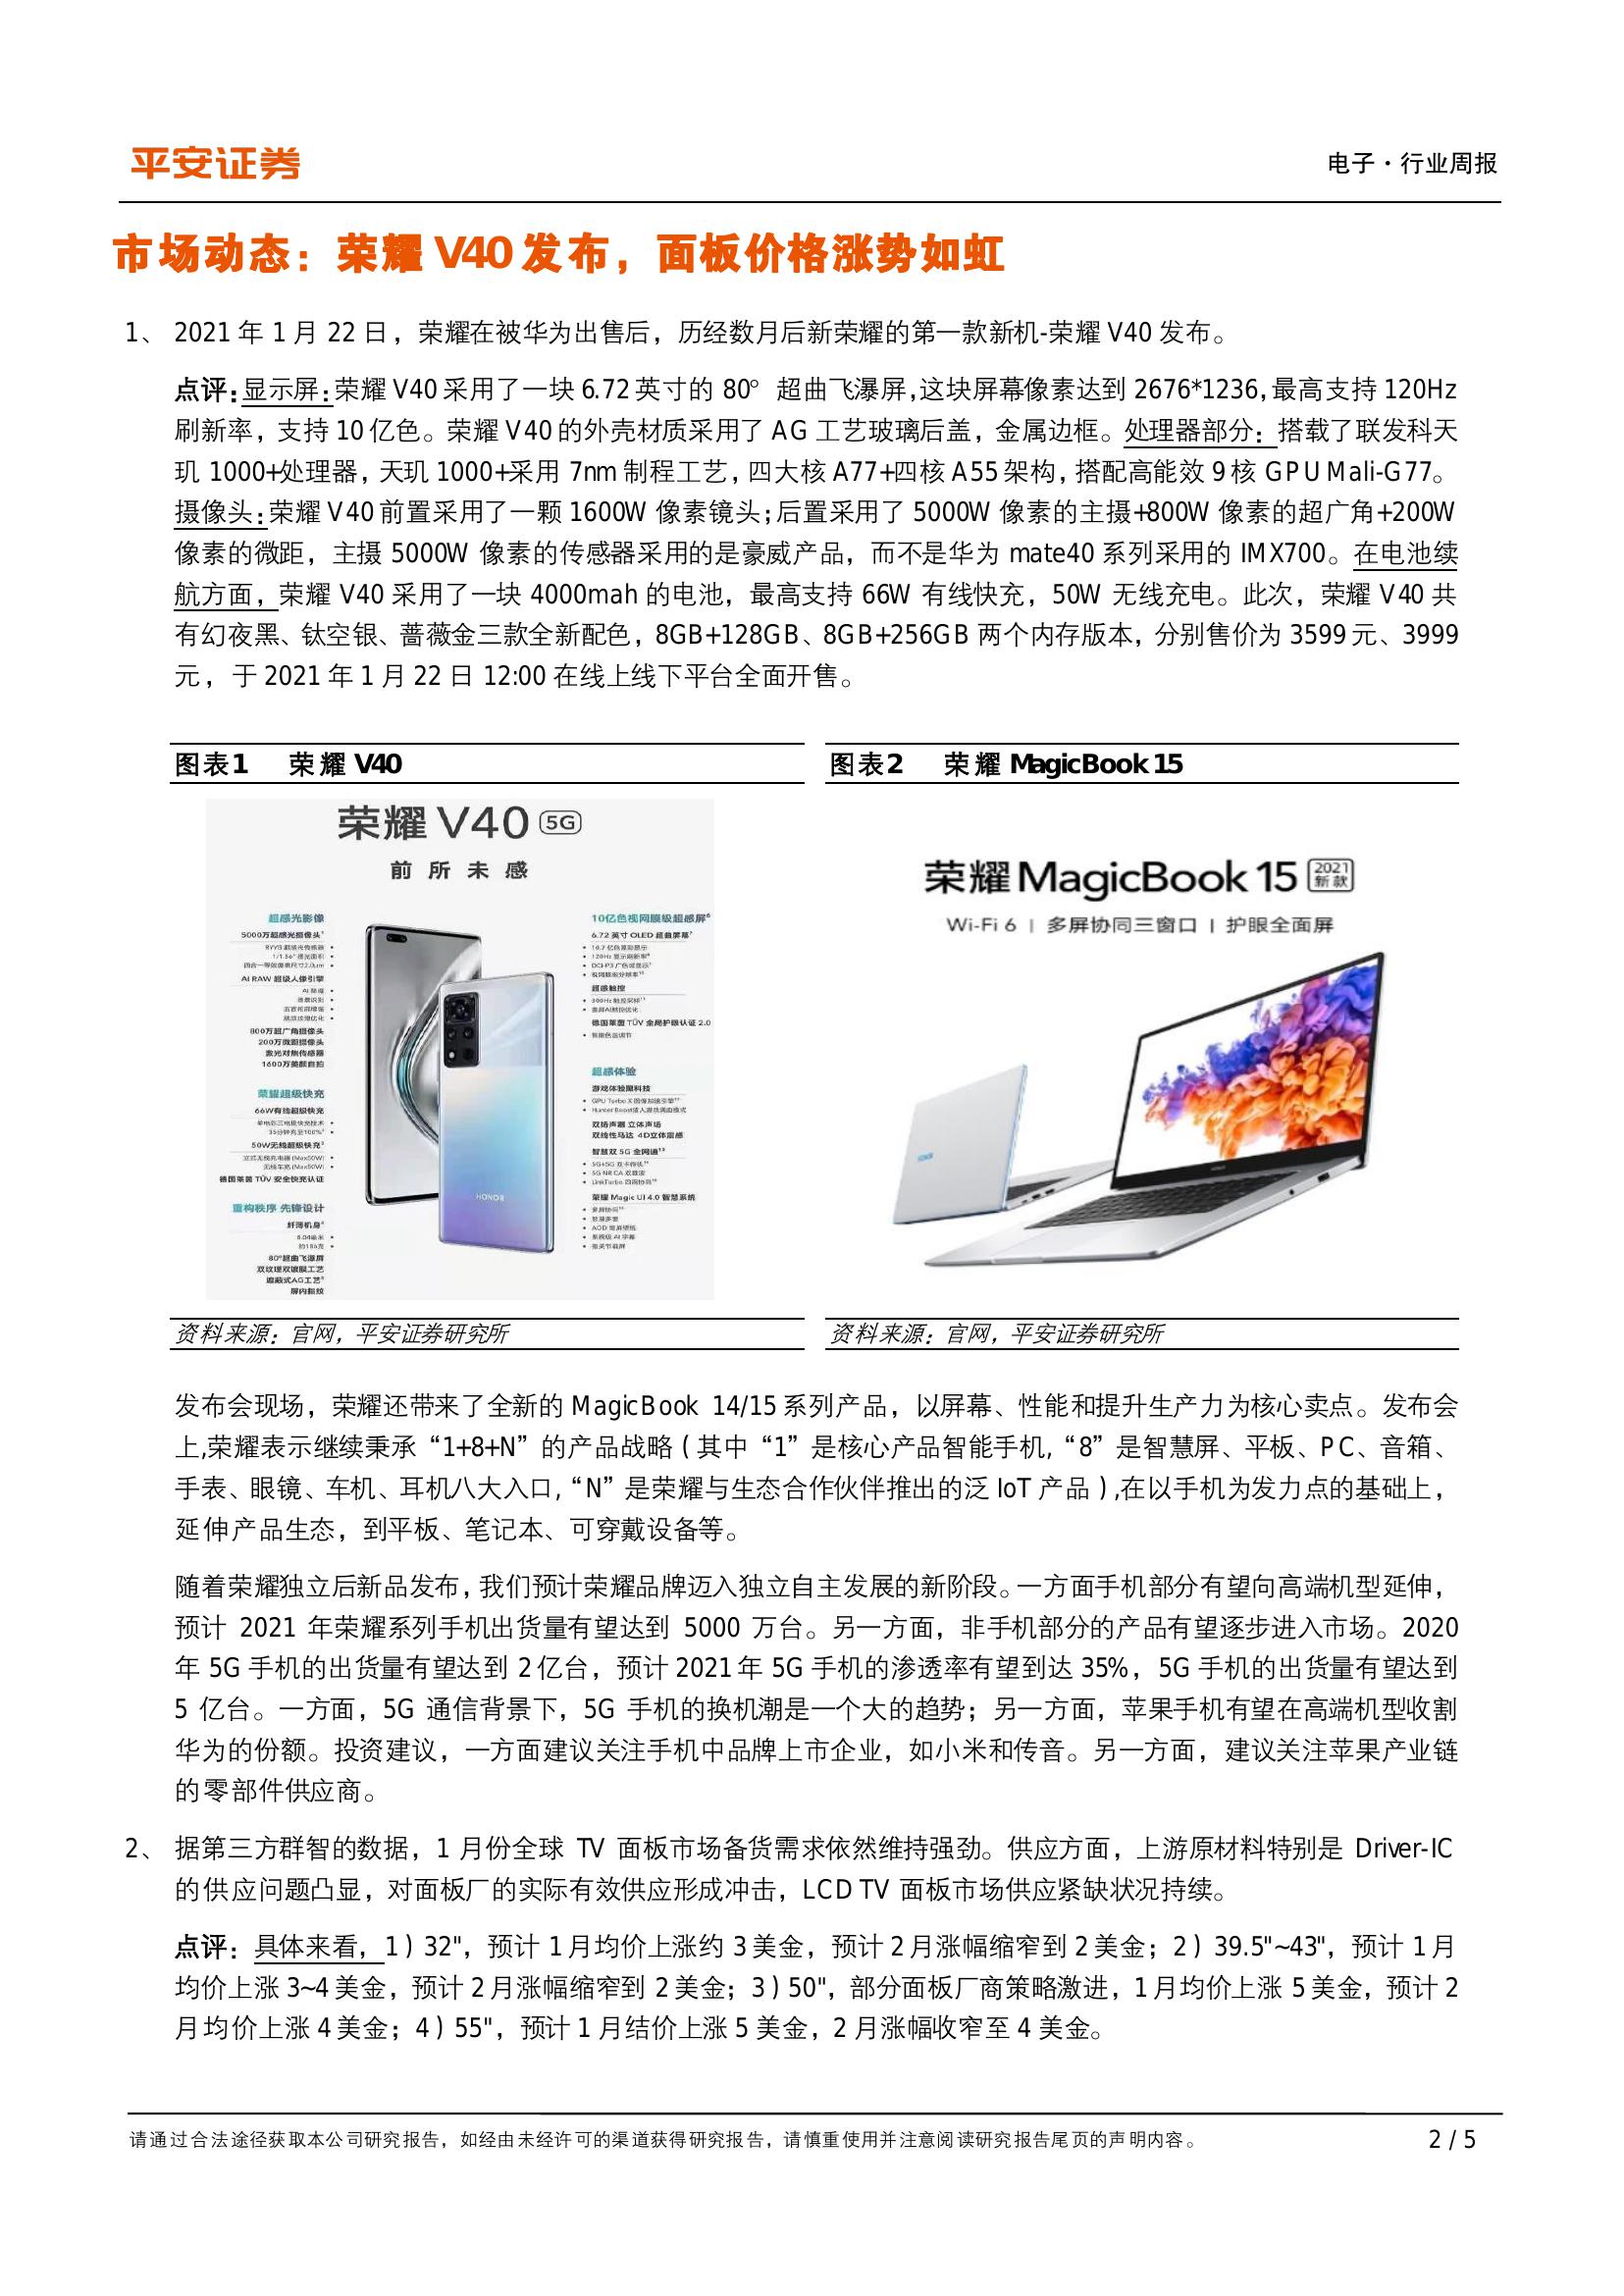 平安证券
电子·行业周报
市场动态：荣耀 V40 发布，面板价格涨势如虹
1、 2021 年 1 月 22 日，荣耀在被华为出售后，历经数月后新荣耀的第一款新机-荣耀 V40 发布。
点评：显示屏：荣耀 V40 采用了一块 6.72 英寸的 80° 超曲飞瀑屏，这块屏幕像素达到 2676*1236，最高支持 120Hz
刷新率，支持 10 亿色。荣耀 V40 的外壳材质采用了 AG 工艺玻璃后盖，金属边框。处理器部分：搭载了联发科天
玑 1000+处理器，天玑 1000+采用 7nm 制程工艺，四大核 A77+四核 A55 架构，搭配高能效 9 核 GPU Mali-G77。
摄像头：荣耀 V40 前置采用了一颗 1600W 像素镜头；后置采用了 5000W 像素的主摄+800W 像素的超广角+200W
像素的微距，主摄 5000W 像素的传感器采用的是豪威产品，而不是华为 mate40 系列采用的 IMX700。在电池续
航方面，荣耀 V40 采用了一块 4000mah 的电池，最高支持 66W 有线快充，50W 无线充电。此次，荣耀 V40 共
有幻夜黑、钛空银、蔷薇金三款全新配色，8GB+128GB、8GB+256GB 两个内存版本，分别售价为 3599 元、3999
元，于 2021 年 1 月 22 日 12:00 在线上线下平台全面开售。
图表1 荣耀 V40
荣耀 V40 5G
前所未感
超感光影像
5000万超感光摄像头
AI RAW 超级人像引擎
800万超广角摄像头
200万微距摄像头
激光对焦传感器
1600万美颜自拍
荣耀超级快充
66W有线超级快充
50W无线超级快充
德国莱茵 TÜV 安全快充认证
重构秩序 先锋设计
纤薄机身
80°超曲飞瀑屏
双纹理双镀膜工艺
遮蔽式AG工艺
屏内指纹
10亿色视网膜级超感屏
6.72 英寸 OLED 超曲屏幕
超感触控
德国莱茵 TÜV 全局护眼认证 2.0
超感体验
游戏体验黑科技
双扬声器 立体声场
双线性马达 4D立体震感
智慧双 5G 全网通
荣耀 Magic UI 4.0 智慧系统
HONOR
资料来源：官网，平安证券研究所
图表2 荣耀 MagicBook 15
荣耀MagicBook 15 2021新款
Wi-Fi 6 | 多屏协同三窗口 | 护眼全面屏
HONOR
资料来源：官网，平安证券研究所
发布会现场，荣耀还带来了全新的 MagicBook 14/15 系列产品，以屏幕、性能和提升生产力为核心卖点。发布会
上,荣耀表示继续秉承“1+8+N”的产品战略（其中“1”是核心产品智能手机,“8”是智慧屏、平板、PC、音箱、
手表、眼镜、车机、耳机八大入口,“N”是荣耀与生态合作伙伴推出的泛 IoT 产品）,在以手机为发力点的基础上，
延伸产品生态，到平板、笔记本、可穿戴设备等。
随着荣耀独立后新品发布，我们预计荣耀品牌迈入独立自主发展的新阶段。一方面手机部分有望向高端机型延伸，
预计 2021 年荣耀系列手机出货量有望达到 5000 万台。另一方面，非手机部分的产品有望逐步进入市场。2020
年 5G 手机的出货量有望达到 2 亿台，预计 2021 年 5G 手机的渗透率有望到达 35%，5G 手机的出货量有望达到
5 亿台。一方面，5G 通信背景下，5G 手机的换机潮是一个大的趋势；另一方面，苹果手机有望在高端机型收割
华为的份额。投资建议，一方面建议关注手机中品牌上市企业，如小米和传音。另一方面，建议关注苹果产业链
的零部件供应商。
2、 据第三方群智的数据，1 月份全球 TV 面板市场备货需求依然维持强劲。供应方面，上游原材料特别是 Driver-IC
的供应问题凸显，对面板厂的实际有效供应形成冲击，LCD TV 面板市场供应紧缺状况持续。
点评：具体来看，1）32"，预计 1 月均价上涨约 3 美金，预计 2 月涨幅缩窄到 2 美金；2）39.5"~43"，预计 1 月
均价上涨 3~4 美金，预计 2 月涨幅缩窄到 2 美金；3）50"，部分面板厂商策略激进，1 月均价上涨 5 美金，预计 2
月均价上涨 4 美金；4）55"，预计 1 月结价上涨 5 美金，2 月涨幅收窄至 4 美金。
请通过合法途径获取本公司研究报告，如经由未经许可的渠道获得研究报告，请慎重使用并注意阅读研究报告尾页的声明内容。
2 / 5